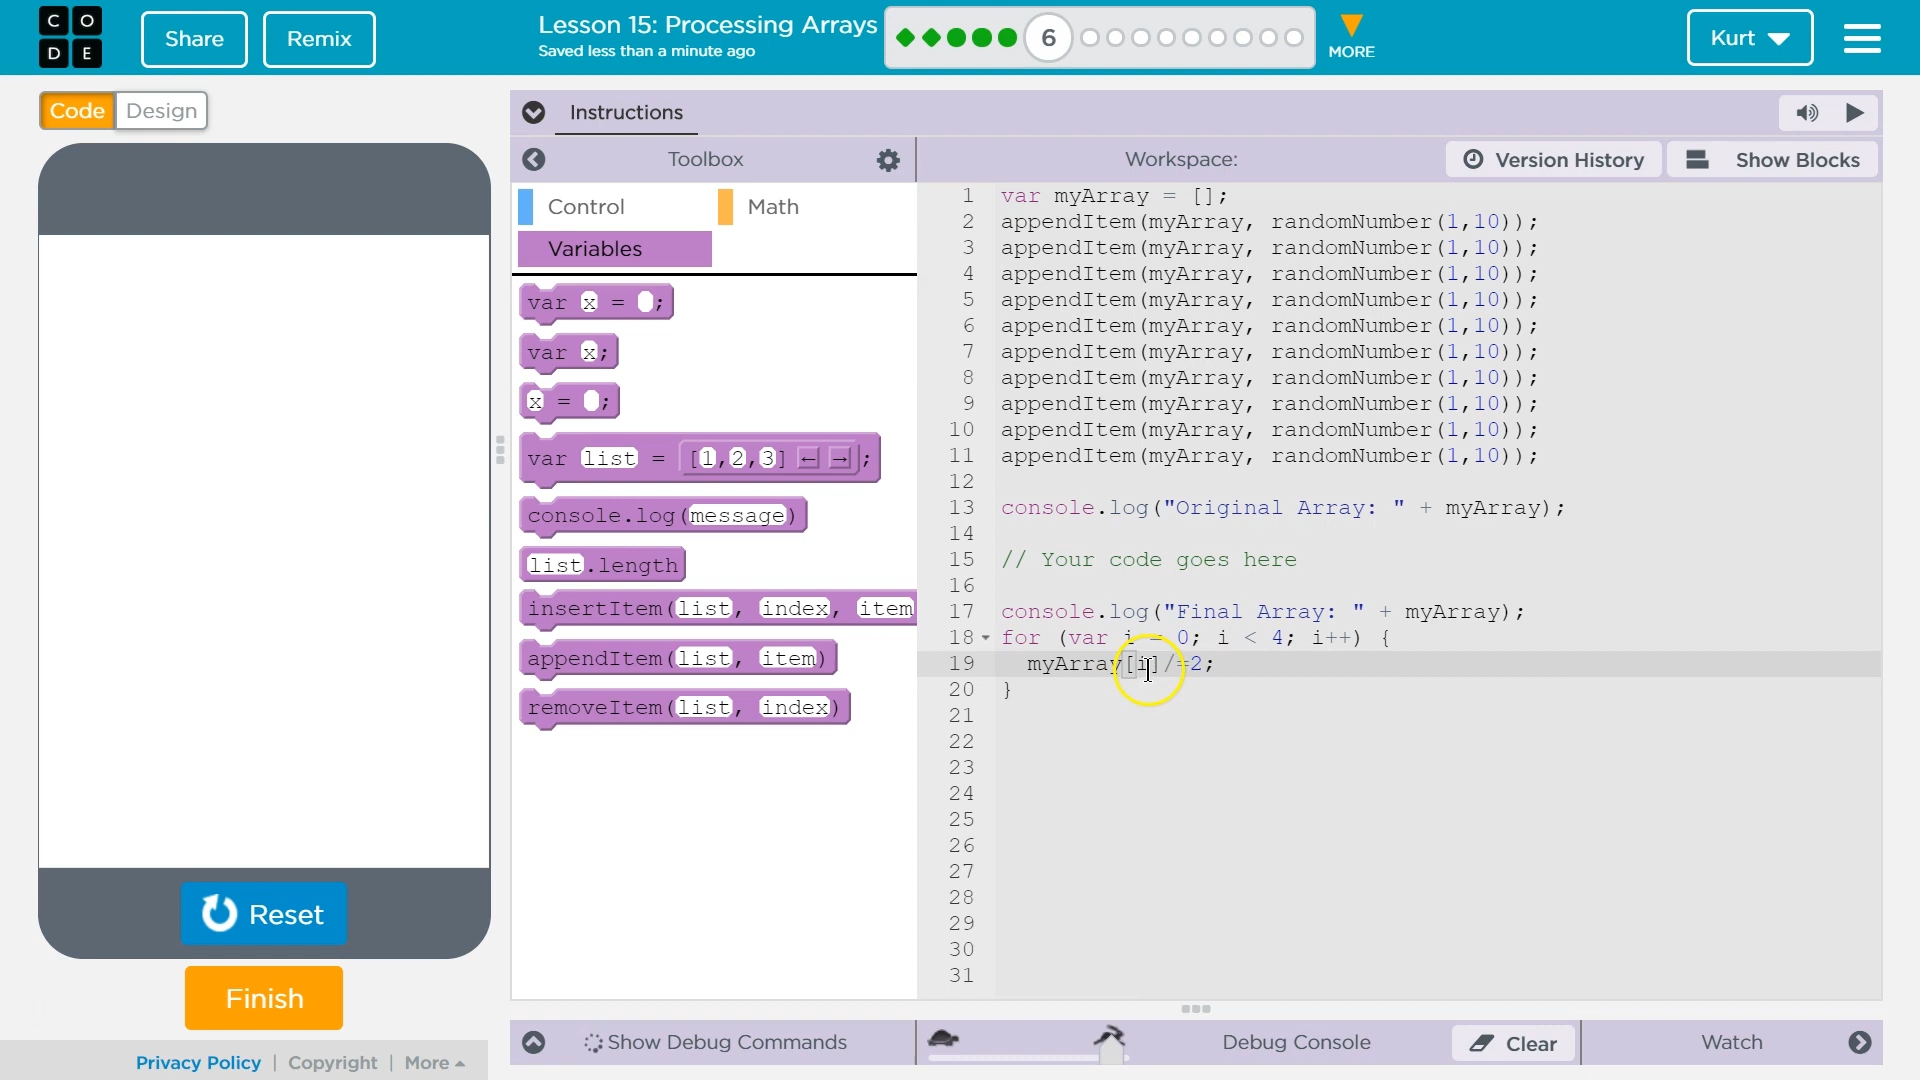 C O
D E
Share
Remix
Lesson 15: Processing Arrays
Saved less than a minute ago
6
MORE
Kurt
Code
Design
Instructions
Toolbox
Workspace:
Version History
Show Blocks
Control
Math
Variables
var x = ;
var x;
x = ;
var list = [1,2,3] ← → ;
console.log(message)
list.length
insertItem(list, index, item
appendItem(list, item)
removeItem(list, index)
1 var myArray = [];
2 appendItem(myArray, randomNumber(1,10));
3 appendItem(myArray, randomNumber(1,10));
4 appendItem(myArray, randomNumber(1,10));
5 appendItem(myArray, randomNumber(1,10));
6 appendItem(myArray, randomNumber(1,10));
7 appendItem(myArray, randomNumber(1,10));
8 appendItem(myArray, randomNumber(1,10));
9 appendItem(myArray, randomNumber(1,10));
10 appendItem(myArray, randomNumber(1,10));
11 appendItem(myArray, randomNumber(1,10));
12
13 console.log("Original Array: " + myArray);
14
15 // Your code goes here
16
17 console.log("Final Array: " + myArray);
18 for (var i = 0; i < 4; i++) {
19 myArray[i]/=2;
20 }
21
22
23
24
25
26
27
28
29
30
31
Reset
Finish
Privacy Policy | Copyright | More
Show Debug Commands
Debug Console
Clear
Watch